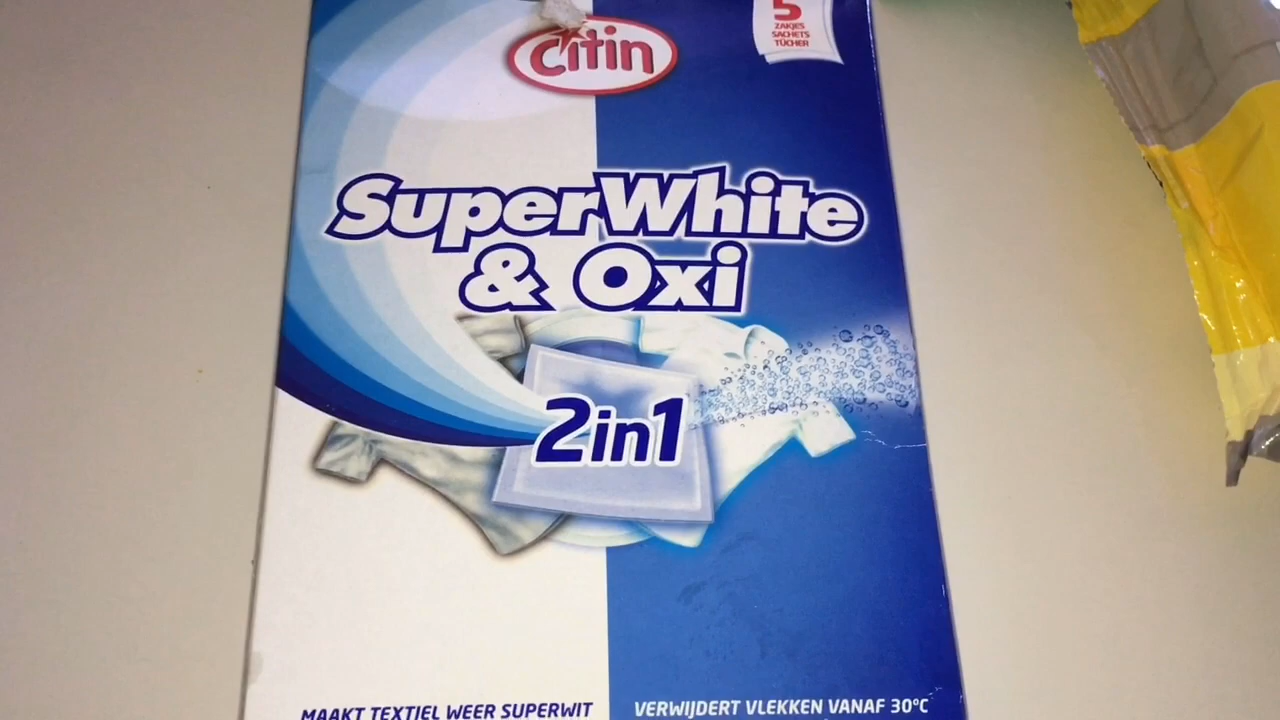 citin
5
ZAKJES
SACHETS
TÜCHER
SuperWhite
& Oxi
2in1
MAAKT TEXTIEL WEER SUPERWIT
VERWIJDERT VLEKKEN VANAF 30°C